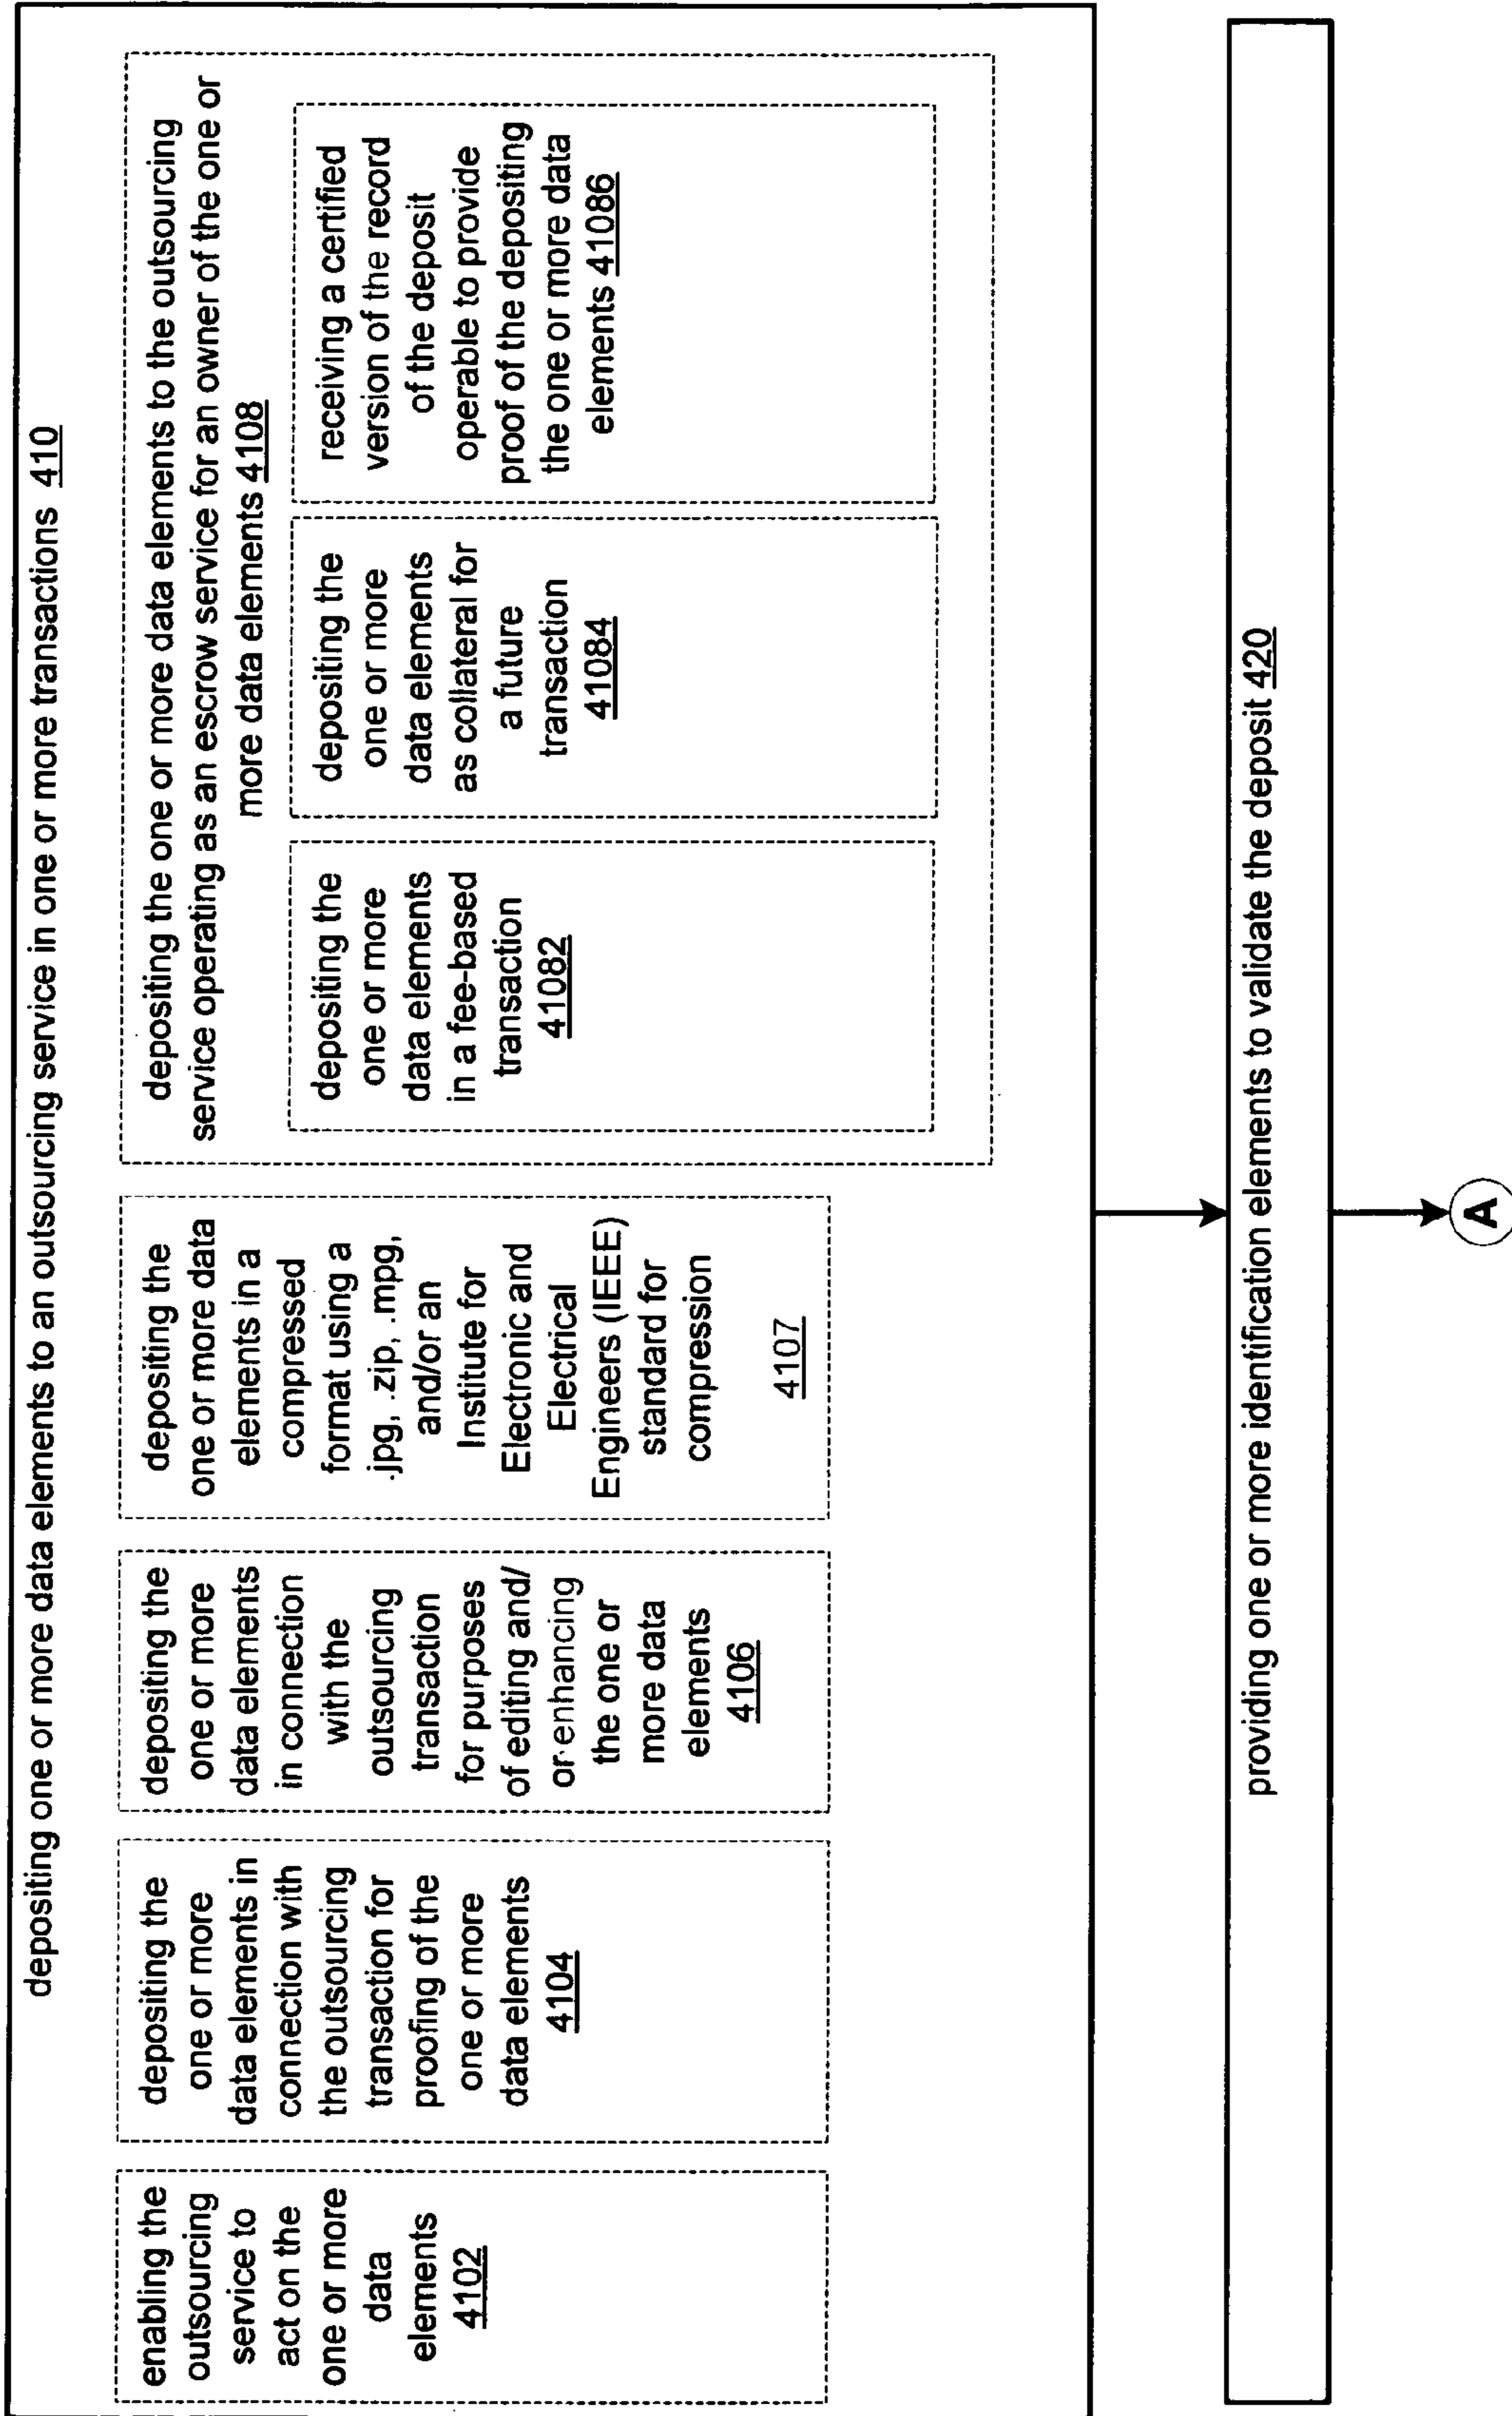 depositing one or more data elements to an outsourcing service in one or more transactions 410
enabling the
outsourcing
service to
act on the
one or more
data
elements
4102
depositing the
one or more
data elements in
connection with
the outsourcing
transaction for
proofing of the
one or more
data elements
4104
depositing the
one or more
data elements
in connection
with the
outsourcing
transaction
for purposes
of editing and/
or enhancing
the one or
more data
elements
4106
depositing the
one or more data
elements in a
compressed
format using a
.jpg, .zip, .mpg,
and/or an
Institute for
Electronic and
Electrical
Engineers (IEEE)
standard for
compression
4107
depositing the one or more data elements to the outsourcing
service operating as an escrow service for an owner of the one or
more data elements 4108
depositing the
one or more
data elements
in a fee-based
transaction
41082
depositing the
one or more
data elements
as collateral for
a future
transaction
41084
receiving a certified
version of the record
of the deposit
operable to provide
proof of the depositing
the one or more data
elements 41086
providing one or more identification elements to validate the deposit 420
A